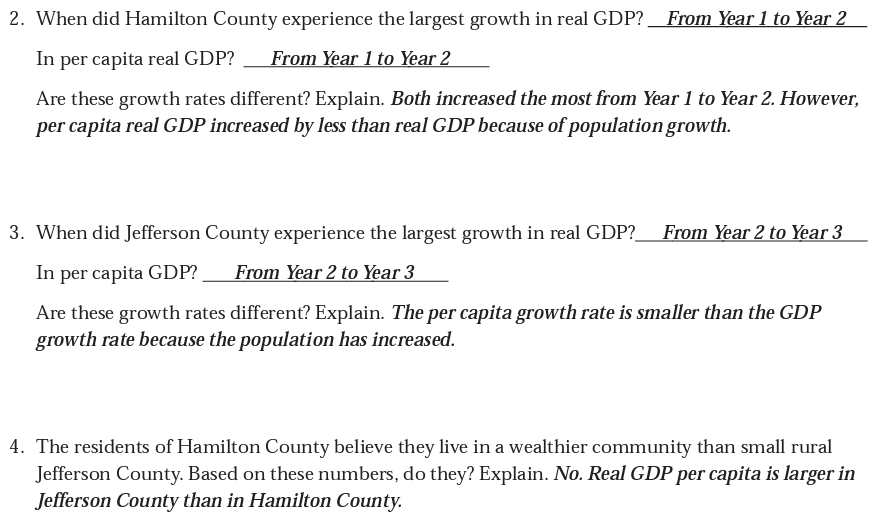 2. When did Hamilton County experience the largest growth in real GDP? From Year 1 to Year 2
In per capita real GDP? From Year 1 to Year 2
Are these growth rates different? Explain. Both increased the most from Year 1 to Year 2. However,
per capita real GDP increased by less than real GDP because of population growth.
3. When did Jefferson County experience the largest growth in real GDP? From Year 2 to Year 3
In per capita GDP? From Year 2 to Year 3
Are these growth rates different? Explain. The per capita growth rate is smaller than the GDP
growth rate because the population has increased.
4. The residents of Hamilton County believe they live in a wealthier community than small rural
Jefferson County. Based on these numbers, do they? Explain. No. Real GDP per capita is larger in
Jefferson County than in Hamilton County.